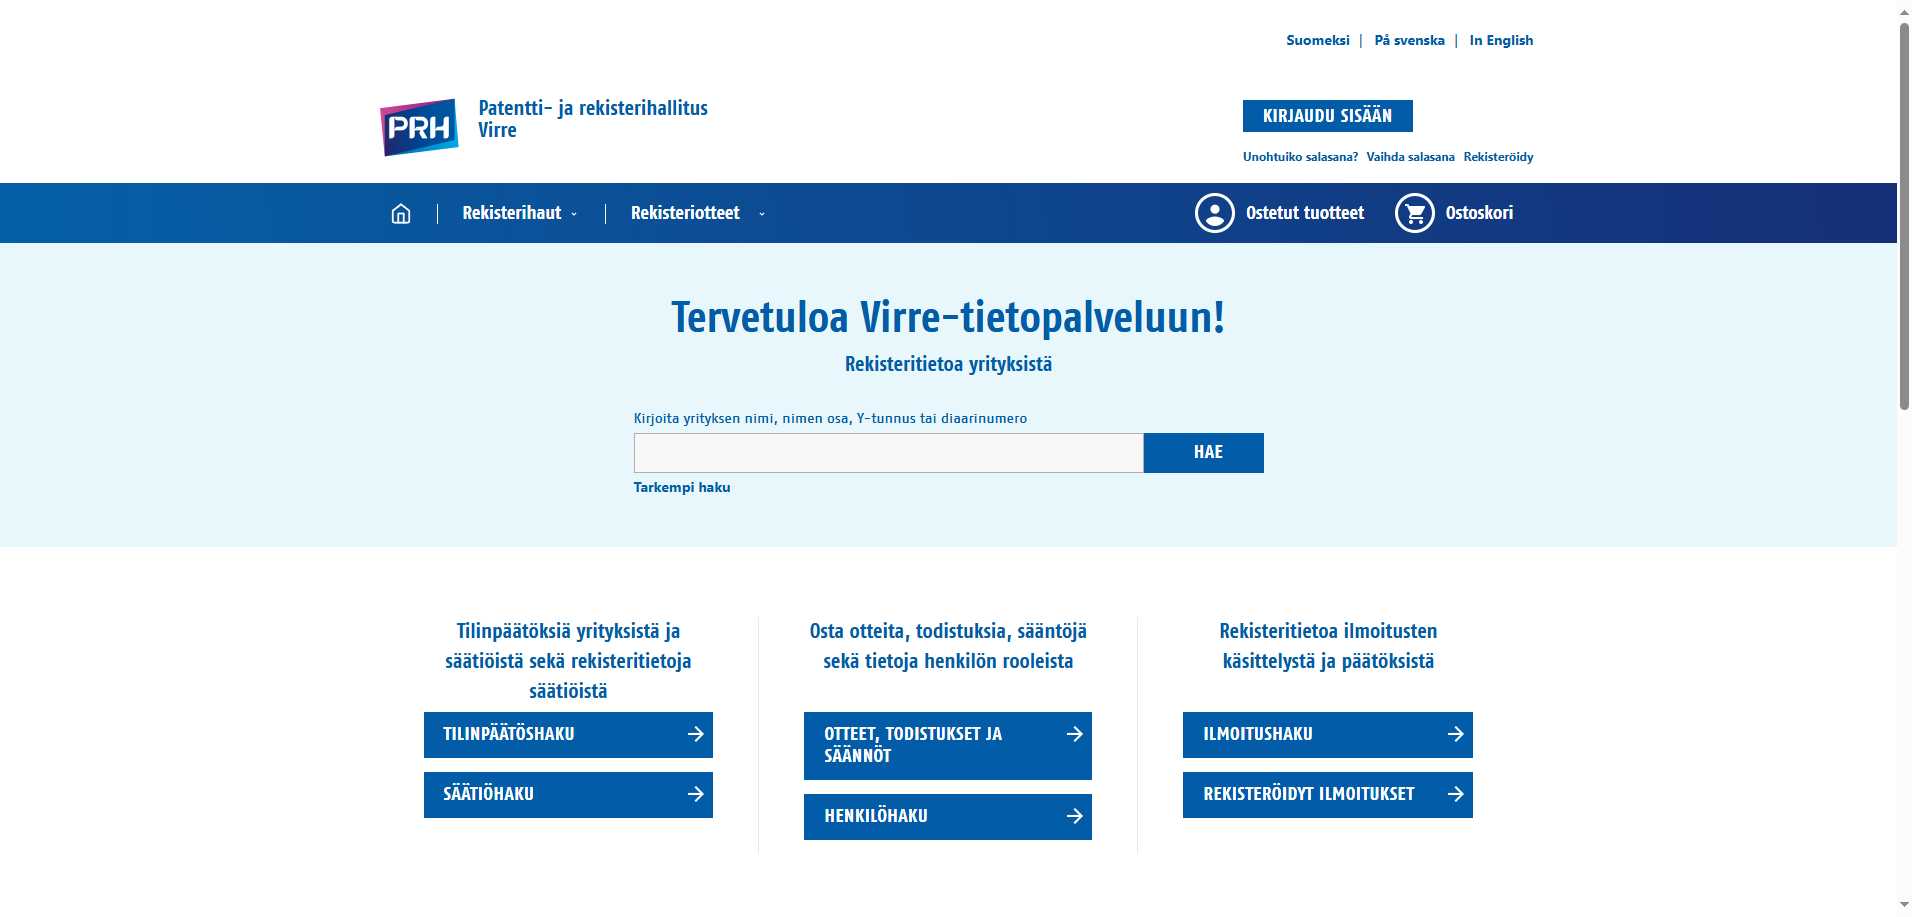 Suomeksi | På svenska | In English
PRH
Patentti- ja rekisterihallitus
Virre
KIRJAUDU SISÄÄN
Unohtuiko salasana? Vaihda salasana Rekisteröidy
Rekisterihaut
Rekisteriotteet
Ostetut tuotteet
Ostoskori
Tervetuloa Virre-tietopalveluun!
Rekisteritietoa yrityksistä
Kirjoita yrityksen nimi, nimen osa, Y-tunnus tai diaarinumero
HAE
Tarkempi haku
Tilinpäätöksiä yrityksistä ja
säätiöistä sekä rekisteritietoja
säätiöistä
TILINPÄÄTÖSHAKU
SÄÄTIÖHAKU
Osta otteita, todistuksia, sääntöjä
sekä tietoja henkilön rooleista
OTTEET, TODISTUKSET JA
SÄÄNNÖT
HENKILÖHAKU
Rekisteritietoa ilmoitusten
käsittelystä ja päätöksistä
ILMOITUSHAKU
REKISTERÖIDYT ILMOITUKSET